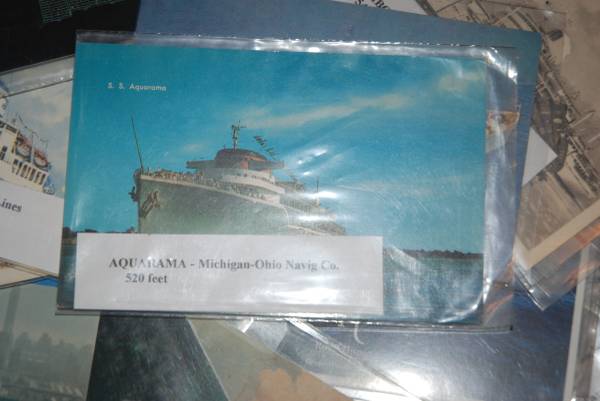 S. S. Aquarama
Lines
AQUARAMA - Michigan-Ohio Navig Co.
520 feet